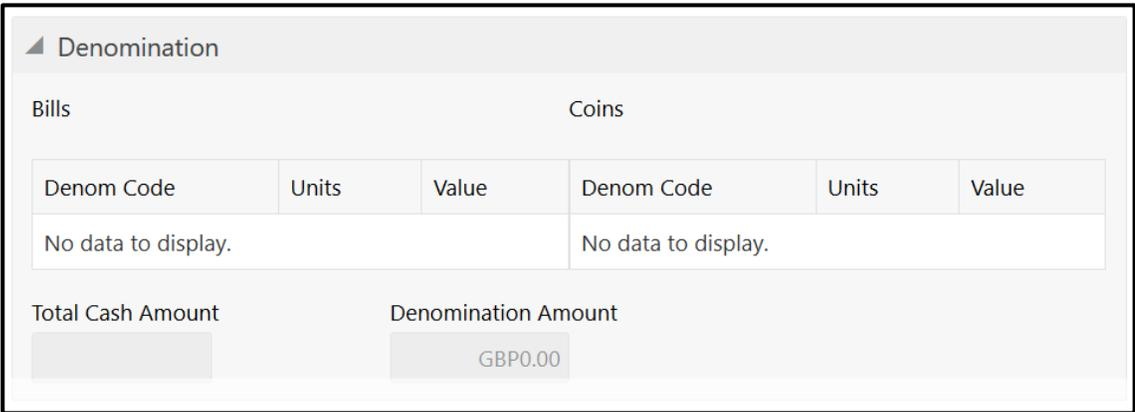 Denomination
Bills Coins
Denom Code Units Value Denom Code Units Value
No data to display. No data to display.
Total Cash Amount Denomination Amount
GBP0.00